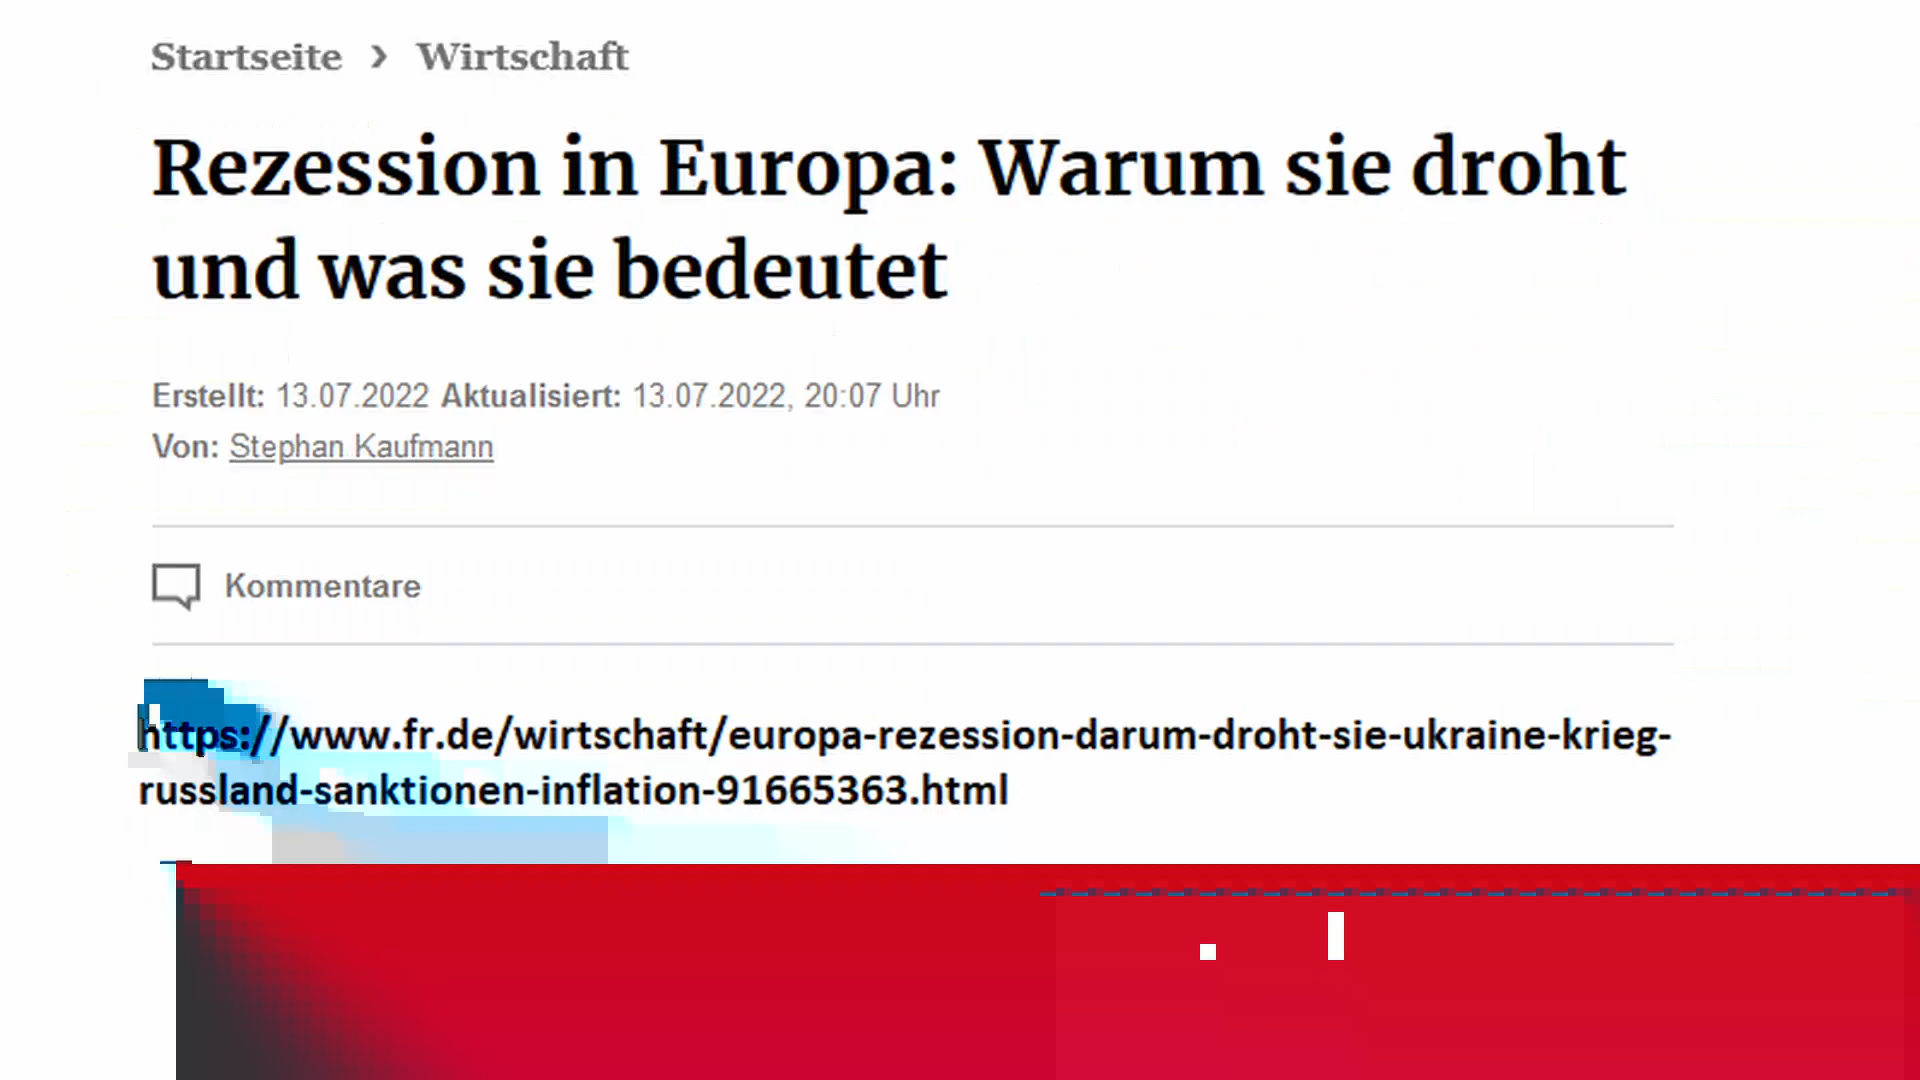 Startseite › Wirtschaft
Rezession in Europa: Warum sie droht
und was sie bedeutet
Erstellt: 13.07.2022 Aktualisiert: 13.07.2022, 20:07 Uhr
Von: Stephan Kaufmann
Kommentare
https://www.fr.de/wirtschaft/europa-rezession-darum-droht-sie-ukraine-krieg-
russland-sanktionen-inflation-91665363.html